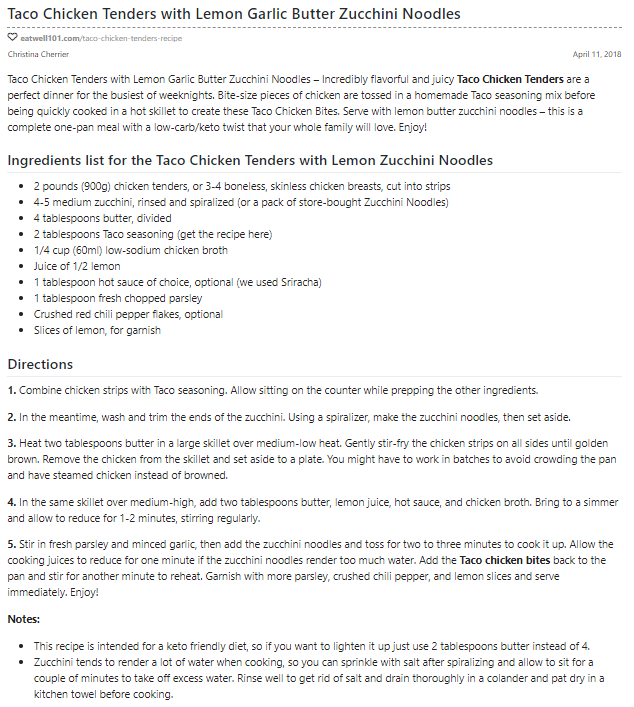 Taco Chicken Tenders with Lemon Garlic Butter Zucchini Noodles
eatwell101.com/taco-chicken-tenders-recipe
Christina Cherrier April 11, 2018
Taco Chicken Tenders with Lemon Garlic Butter Zucchini Noodles – Incredibly flavorful and juicy Taco Chicken Tenders are a
perfect dinner for the busiest of weeknights. Bite-size pieces of chicken are tossed in a homemade Taco seasoning mix before
being quickly cooked in a hot skillet to create these Taco Chicken Bites. Serve with lemon butter zucchini noodles – this is a
complete one-pan meal with a low-carb/keto twist that your whole family will love. Enjoy!
Ingredients list for the Taco Chicken Tenders with Lemon Zucchini Noodles
• 2 pounds (900g) chicken tenders, or 3-4 boneless, skinless chicken breasts, cut into strips
• 4-5 medium zucchini, rinsed and spiralized (or a pack of store-bought Zucchini Noodles)
• 4 tablespoons butter, divided
• 2 tablespoons Taco seasoning (get the recipe here)
• 1/4 cup (60ml) low-sodium chicken broth
• Juice of 1/2 lemon
• 1 tablespoon hot sauce of choice, optional (we used Sriracha)
• 1 tablespoon fresh chopped parsley
• Crushed red chili pepper flakes, optional
• Slices of lemon, for garnish
Directions
1. Combine chicken strips with Taco seasoning. Allow sitting on the counter while prepping the other ingredients.
2. In the meantime, wash and trim the ends of the zucchini. Using a spiralizer, make the zucchini noodles, then set aside.
3. Heat two tablespoons butter in a large skillet over medium-low heat. Gently stir-fry the chicken strips on all sides until golden
brown. Remove the chicken from the skillet and set aside to a plate. You might have to work in batches to avoid crowding the pan
and have steamed chicken instead of browned.
4. In the same skillet over medium-high, add two tablespoons butter, lemon juice, hot sauce, and chicken broth. Bring to a simmer
and allow to reduce for 1-2 minutes, stirring regularly.
5. Stir in fresh parsley and minced garlic, then add the zucchini noodles and toss for two to three minutes to cook it up. Allow the
cooking juices to reduce for one minute if the zucchini noodles render too much water. Add the Taco chicken bites back to the
pan and stir for another minute to reheat. Garnish with more parsley, crushed chili pepper, and lemon slices and serve
immediately. Enjoy!
Notes:
• This recipe is intended for a keto friendly diet, so if you want to lighten it up just use 2 tablespoons butter instead of 4.
• Zucchini tends to render a lot of water when cooking, so you can sprinkle with salt after spiralizing and allow to sit for a
couple of minutes to take off excess water. Rinse well to get rid of salt and drain thoroughly in a colander and pat dry in a
kitchen towel before cooking.